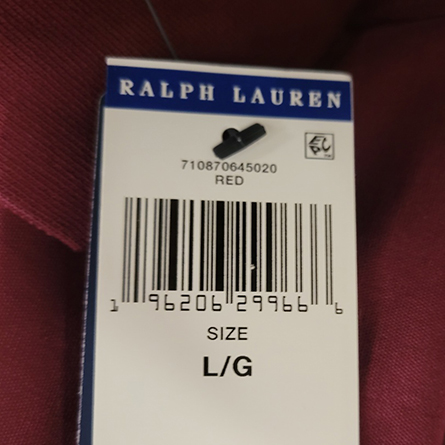 RALPH LAUREN
710870645020
RED
1 96206 29966 6
SIZE
L/G